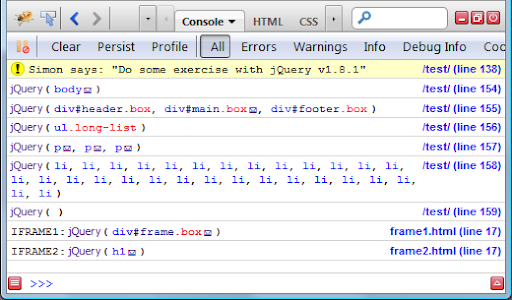 Console HTML CSS
Clear Persist Profile All Errors Warnings Info Debug Info Coo
Simon says: "Do some exercise with jQuery v1.8.1" /test/ (line 138)
jQuery( body ) /test/ (line 154)
jQuery( div#header.box, div#main.box, div#footer.box ) /test/ (line 155)
jQuery( ul.long-list ) /test/ (line 156)
jQuery( p, p, p ) /test/ (line 157)
jQuery( li, li, li, li, li, li, li, li, li, li, li, li, li, /test/ (line 158)
li, li, li, li, li, li, li, li, li, li, li, li, li, li, li,
li, li )
jQuery( ) /test/ (line 159)
IFRAME1: jQuery( div#frame.box ) frame1.html (line 17)
IFRAME2: jQuery( h1 ) frame2.html (line 17)
>>>